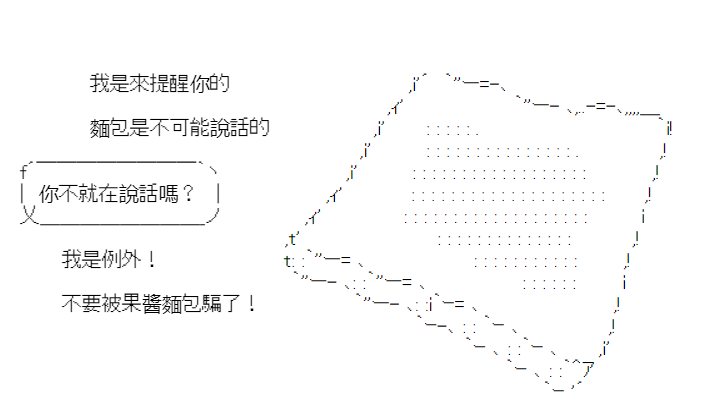 我是來提醒你的
麵包是不可能說話的
你不就在說話嗎？
我是例外！
不要被果醬麵包騙了！